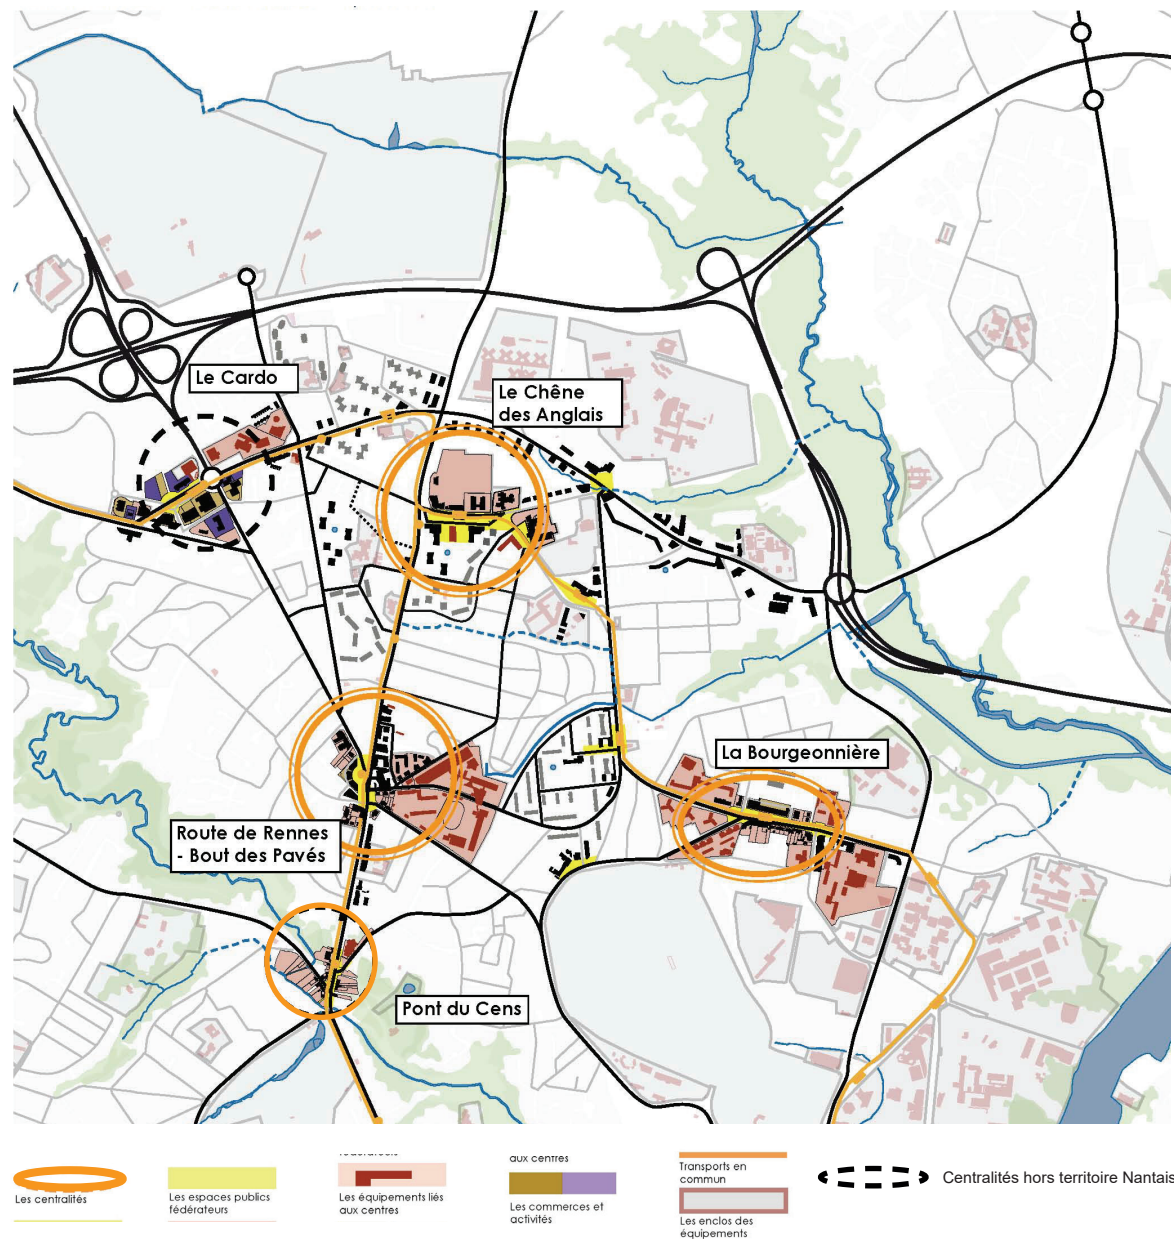 Le Cardo
Le Chêne
des Anglais
La Bourgeonnière
Route de Rennes
- Bout des Pavés
Pont du Cens
Les centralités
Les espaces publics
fédérateurs
Les équipements liés
aux centres
aux centres
Les commerces et
activités
Transports en
commun
Les enclos des
équipements
Centralités hors territoire Nantais